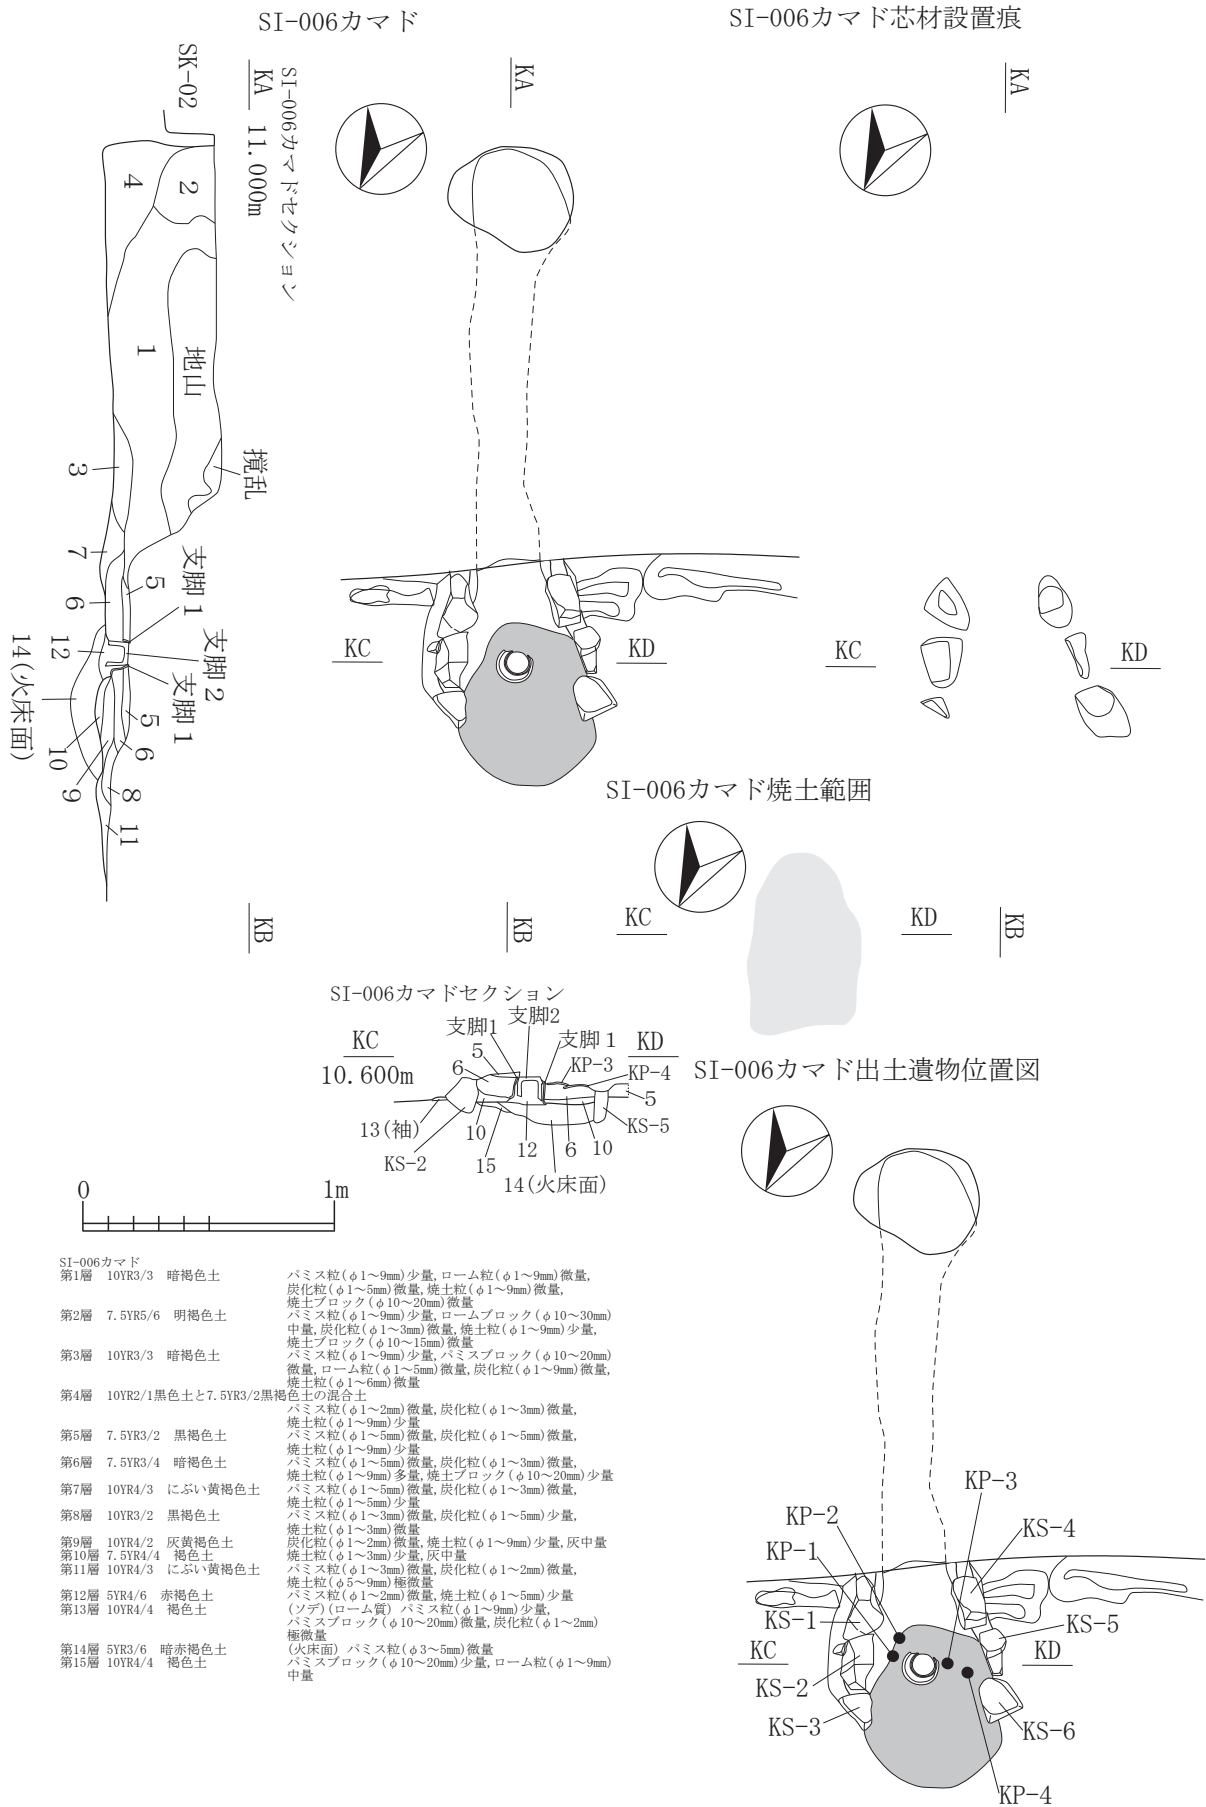 SI-006カマド
SI-006カマド芯材設置痕
SK-02
KA
11.000m
SI-006カマドセクション
KA
KA
4
2
1
地山
3
撹乱
7
5
6
支脚1
支脚2
支脚1
12
14(火床面)
5
6
10
9
8
11
KC
KD
KC
KD
SI-006カマド焼土範囲
KB
KB
KC
KD
KB
SI-006カマドセクション
KC
10.600m
支脚1
支脚2
支脚1
KD
5
6
KP-3
KP-4
5
13(袖)
KS-2
10
15
12
6
10
KS-5
14(火床面)
SI-006カマド出土遺物位置図
0
1m
SI-006カマド
第1層 10YR3/3 暗褐色土 パミス粒(φ1～9mm)少量,ローム粒(φ1～9mm)微量,
炭化粒(φ1～5mm)微量,焼土粒(φ1～9mm)微量,
焼土ブロック(φ10～20mm)微量
第2層 7.5YR5/6 明褐色土 パミス粒(φ1～9mm)少量,ロームブロック(φ10～30mm)
中量,炭化粒(φ1～3mm)微量,焼土粒(φ1～9mm)少量,
焼土ブロック(φ10～15mm)微量
第3層 10YR3/3 暗褐色土 パミス粒(φ1～9mm)少量,パミスブロック(φ10～20mm)
微量,ローム粒(φ1～5mm)微量,炭化粒(φ1～9mm)微量,
焼土粒(φ1～6mm)微量
第4層 10YR2/1黒色土と7.5YR3/2黒褐色土の混合土
パミス粒(φ1～2mm)微量,炭化粒(φ1～3mm)微量,
焼土粒(φ1～9mm)少量
第5層 7.5YR3/2 黒褐色土 パミス粒(φ1～5mm)微量,炭化粒(φ1～5mm)微量,
焼土粒(φ1～9mm)少量
第6層 7.5YR3/4 暗褐色土 パミス粒(φ1～5mm)微量,炭化粒(φ1～3mm)微量,
焼土粒(φ1～9mm)多量,焼土ブロック(φ10～20mm)少量
第7層 10YR4/3 にぶい黄褐色土 パミス粒(φ1～5mm)微量,炭化粒(φ1～3mm)微量,
焼土粒(φ1～5mm)少量
第8層 10YR3/2 黒褐色土 パミス粒(φ1～3mm)微量,炭化粒(φ1～5mm)少量,
焼土粒(φ1～3mm)微量
第9層 10YR4/2 灰黄褐色土 炭化粒(φ1～2mm)微量,焼土粒(φ1～9mm)少量,灰中量
第10層 7.5YR4/4 褐色土 焼土粒(φ1～3mm)少量,灰中量
第11層 10YR4/3 にぶい黄褐色土 パミス粒(φ1～3mm)微量,炭化粒(φ1～2mm)微量,
焼土粒(φ5～9mm)極微量
第12層 5YR4/6 赤褐色土 パミス粒(φ1～2mm)微量,焼土粒(φ1～5mm)少量
第13層 10YR4/4 褐色土 (ソデ)(ローム質) パミス粒(φ1～9mm)少量,
パミスブロック(φ10～20mm)微量,炭化粒(φ1～2mm)
極微量
第14層 5YR3/6 暗赤褐色土 (火床面) パミス粒(φ3～5mm)微量
第15層 10YR4/4 褐色土 パミスブロック(φ10～20mm)少量,ローム粒(φ1～9mm)
中量
KP-3
KP-2
KS-4
KP-1
KS-1
KS-5
KC
KD
KS-2
KS-3
KS-6
KP-4